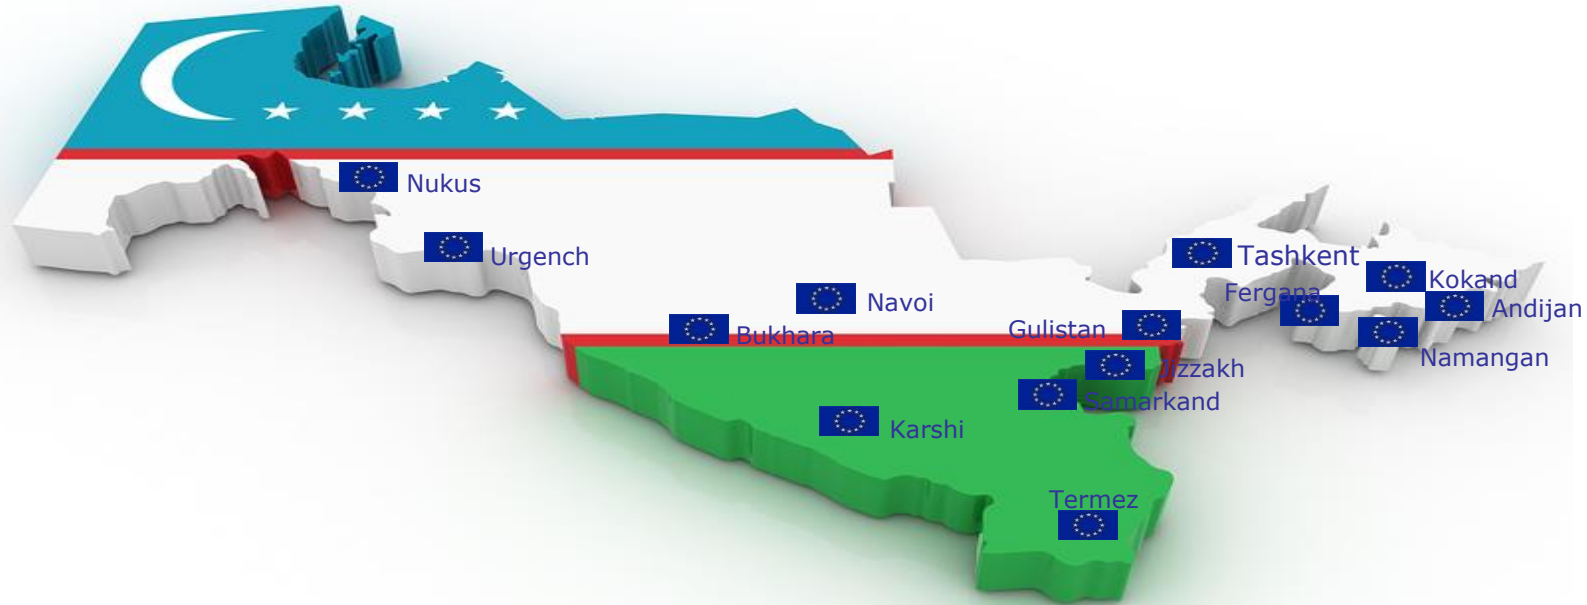 Nukus
Urgench
Tashkent
Kokand
Fergana
Andijan
Navoi
Gulistan
Bukhara
Namangan
Jizzakh
Samarkand
Karshi
Termez